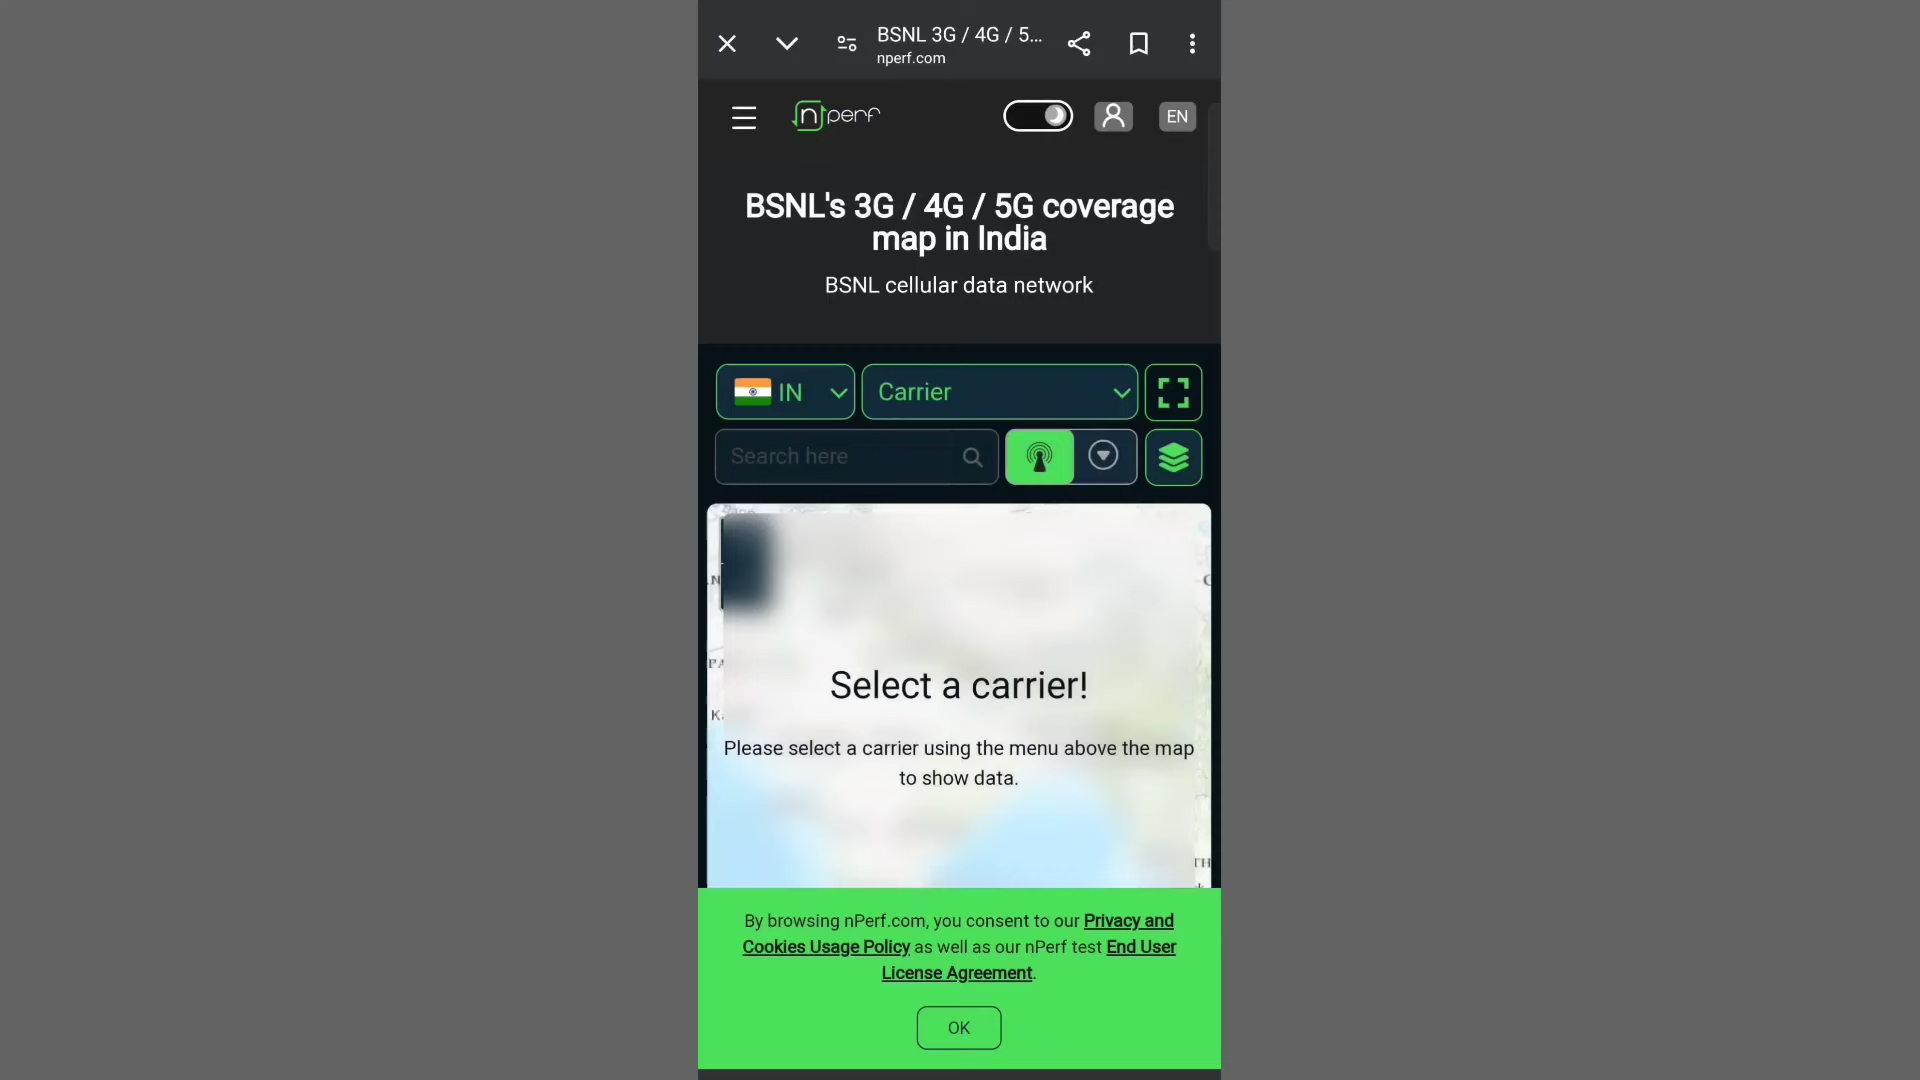 BSNL 3G / 4G / 5...
nperf.com
nperf
EN
BSNL's 3G / 4G / 5G coverage
map in India
BSNL cellular data network
IN
Carrier
Search here
Select a carrier!
Please select a carrier using the menu above the map
to show data.
By browsing nPerf.com, you consent to our Privacy and
Cookies Usage Policy as well as our nPerf test End User
License Agreement.
OK